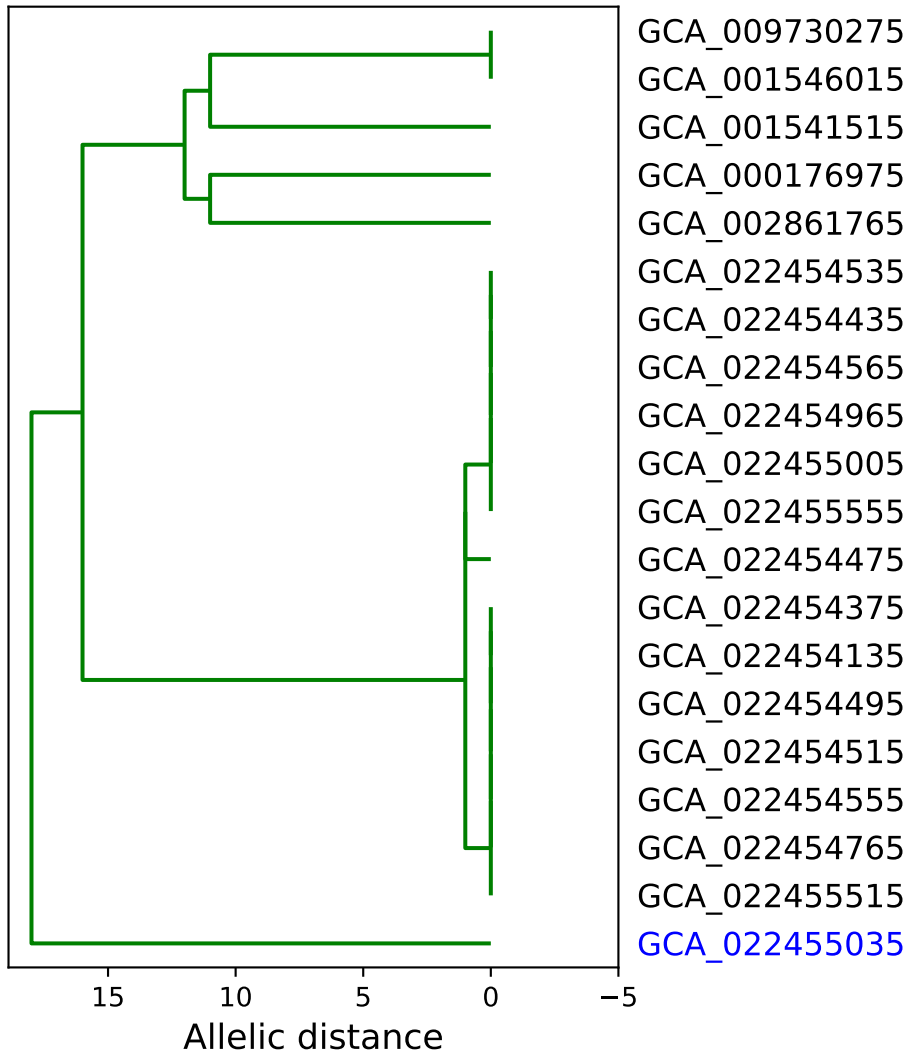 GCA_009730275
GCA_001546015
GCA_001541515
GCA_000176975
GCA_002861765
GCA_022454535
GCA_022454435
GCA_022454565
GCA_022454965
GCA_022455005
GCA_022455555
GCA_022454475
GCA_022454375
GCA_022454135
GCA_022454495
GCA_022454515
GCA_022454555
GCA_022454765
GCA_022455515
GCA_022455035
15 10 5 0 −5
Allelic distance